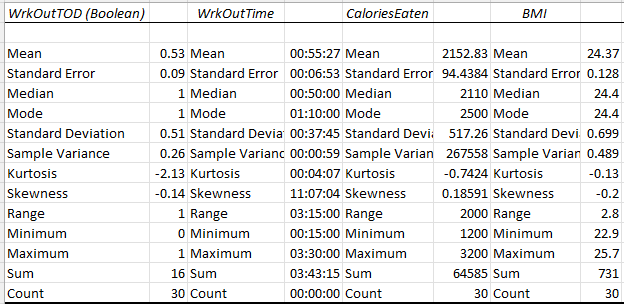 WrkOutTOD (Boolean) WrkOutTime CaloriesEaten BMI
Mean 0.53 Mean 00:55:27 Mean 2152.83 Mean 24.37
Standard Error 0.09 Standard Error 00:06:53 Standard Error 94.4384 Standard Error 0.128
Median 1 Median 00:50:00 Median 2110 Median 24.4
Mode 1 Mode 01:10:00 Mode 2500 Mode 24.4
Standard Deviation 0.51 Standard Devia 00:37:45 Standard Devia 517.26 Standard Devi 0.699
Sample Variance 0.26 Sample Varianc 00:00:59 Sample Varian 267558 Sample Varian 0.489
Kurtosis -2.13 Kurtosis 00:04:07 Kurtosis -0.7424 Kurtosis -0.13
Skewness -0.14 Skewness 11:07:04 Skewness 0.18591 Skewness -0.2
Range 1 Range 03:15:00 Range 2000 Range 2.8
Minimum 0 Minimum 00:15:00 Minimum 1200 Minimum 22.9
Maximum 1 Maximum 03:30:00 Maximum 3200 Maximum 25.7
Sum 16 Sum 03:43:15 Sum 64585 Sum 731
Count 30 Count 00:00:00 Count 30 Count 30